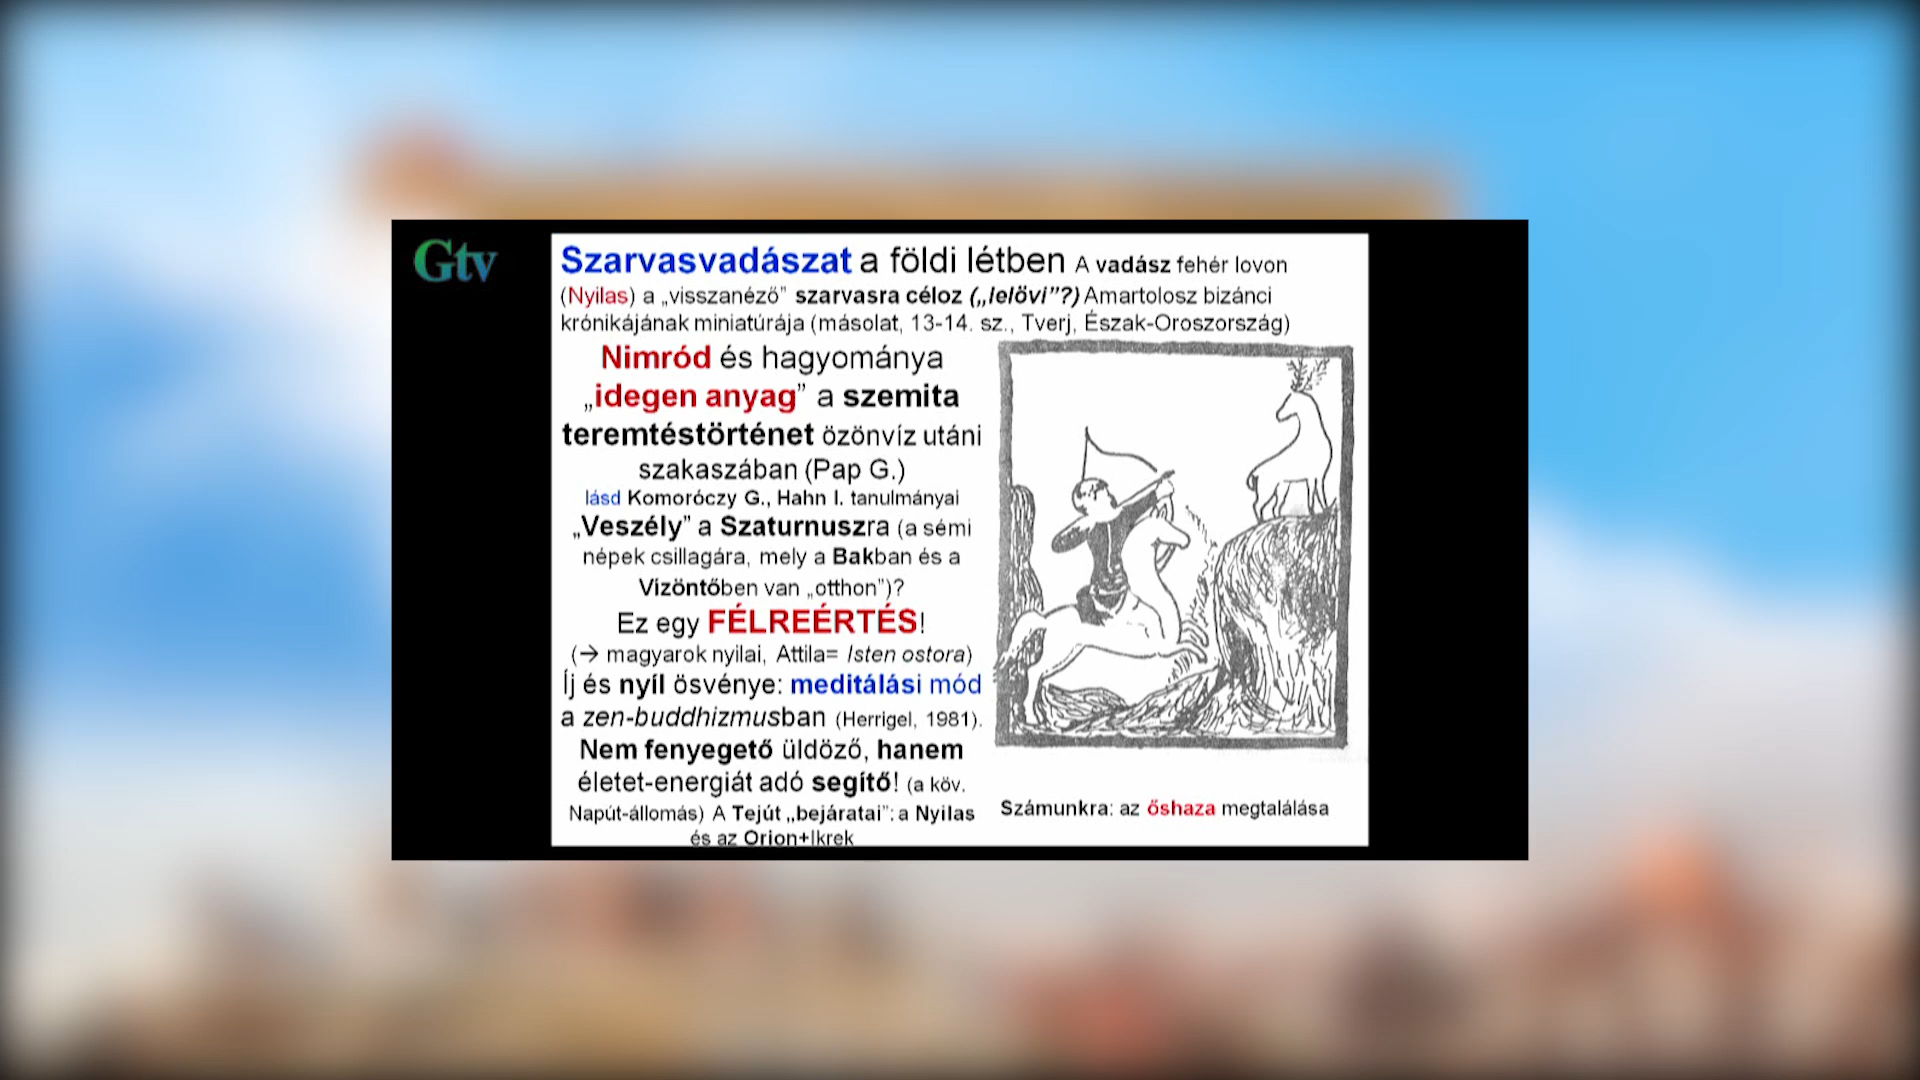 Gtv
Szarvasvadászat a földi létben A vadász fehér lovon
(Nyilas) a „visszanéző” szarvasra céloz („lelövi”?) Amartolosz bizánci
krónikájának miniatúrája (másolat, 13-14. sz., Tverj, Észak-Oroszország)
Nimród és hagyománya
„idegen anyag” a szemita
teremtéstörténet özönvíz utáni
szakaszában (Pap G.)
lásd Komoróczy G., Hahn I. tanulmányai
„Veszély” a Szaturnuszra (a sémi
népek csillagára, mely a Bakban és a
Vízöntőben van „otthon”)?
Ez egy FÉLREÉRTÉS!
(→ magyarok nyilai, Attila= Isten ostora)
Íj és nyíl ösvénye: meditálási mód
a zen-buddhizmusban (Herrigel, 1981).
Nem fenyegető üldöző, hanem
életet-energiát adó segítő! (a köv.
Napút-állomás) A Tejút „bejáratai”: a Nyilas
és az Orion+Ikrek
Számunkra: az őshaza megtalálása